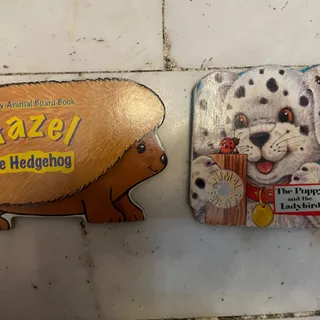 y Animal Board Book
azel
e Hedgehog
The Puppy
and the
Ladybird